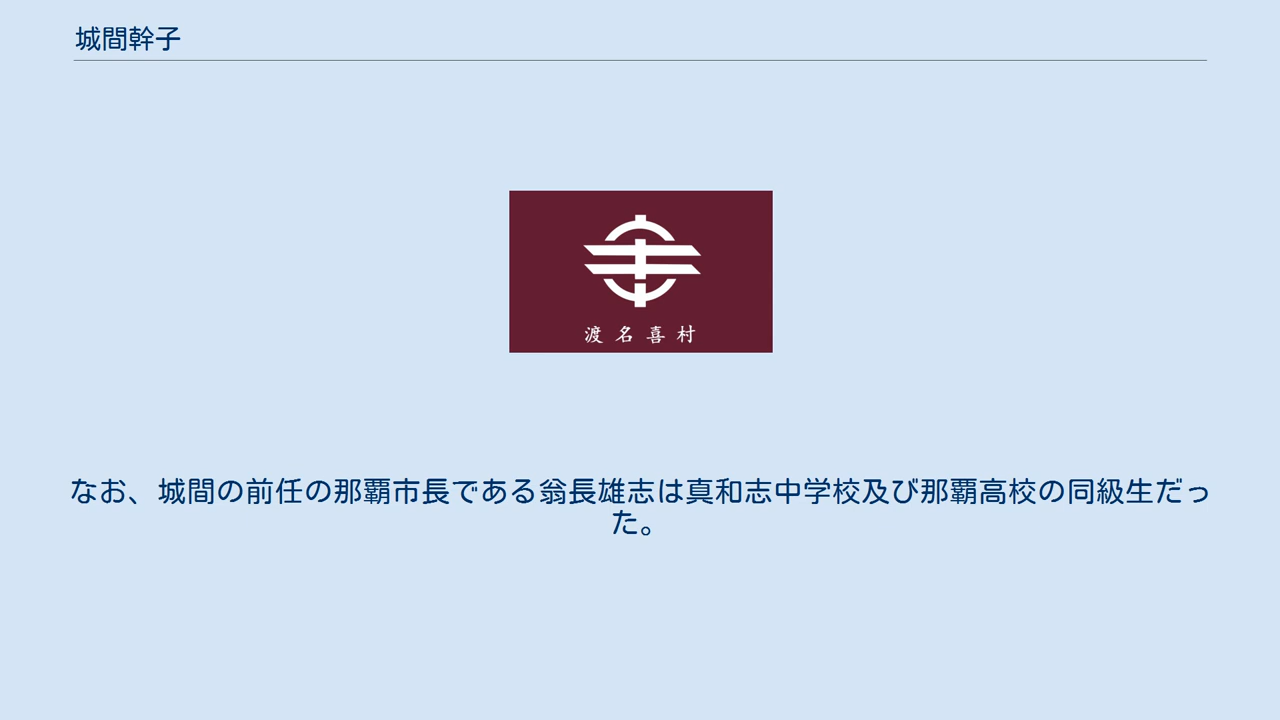 城間幹子
渡名喜村
なお、城間の前任の那覇市長である翁長雄志は真和志中学校及び那覇高校の同級生だっ
た。